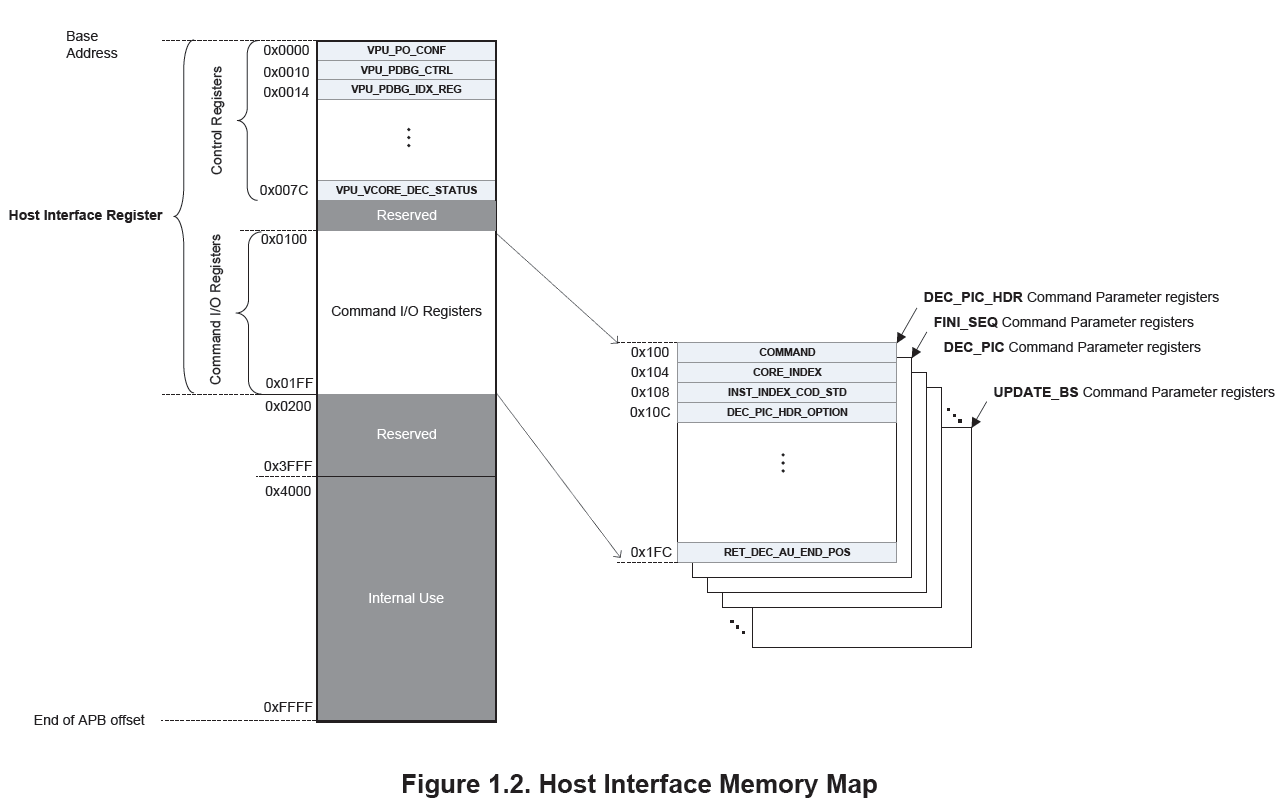 Base
Address
0x0000
VPU_PO_CONF
0x0010
VPU_PDBG_CTRL
0x0014
VPU_PDBG_IDX_REG
Control Registers
0x007C
VPU_VCORE_DEC_STATUS
Reserved
Host Interface Register
0x0100
Command I/O Registers
Command I/O Registers
0x01FF
0x0200
Reserved
0x3FFF
0x4000
Internal Use
0xFFFF
End of APB offset
DEC_PIC_HDR Command Parameter registers
FINI_SEQ Command Parameter registers
DEC_PIC Command Parameter registers
UPDATE_BS Command Parameter registers
0x100
COMMAND
0x104
CORE_INDEX
0x108
INST_INDEX_COD_STD
0x10C
DEC_PIC_HDR_OPTION
0x1FC
RET_DEC_AU_END_POS
Figure 1.2. Host Interface Memory Map